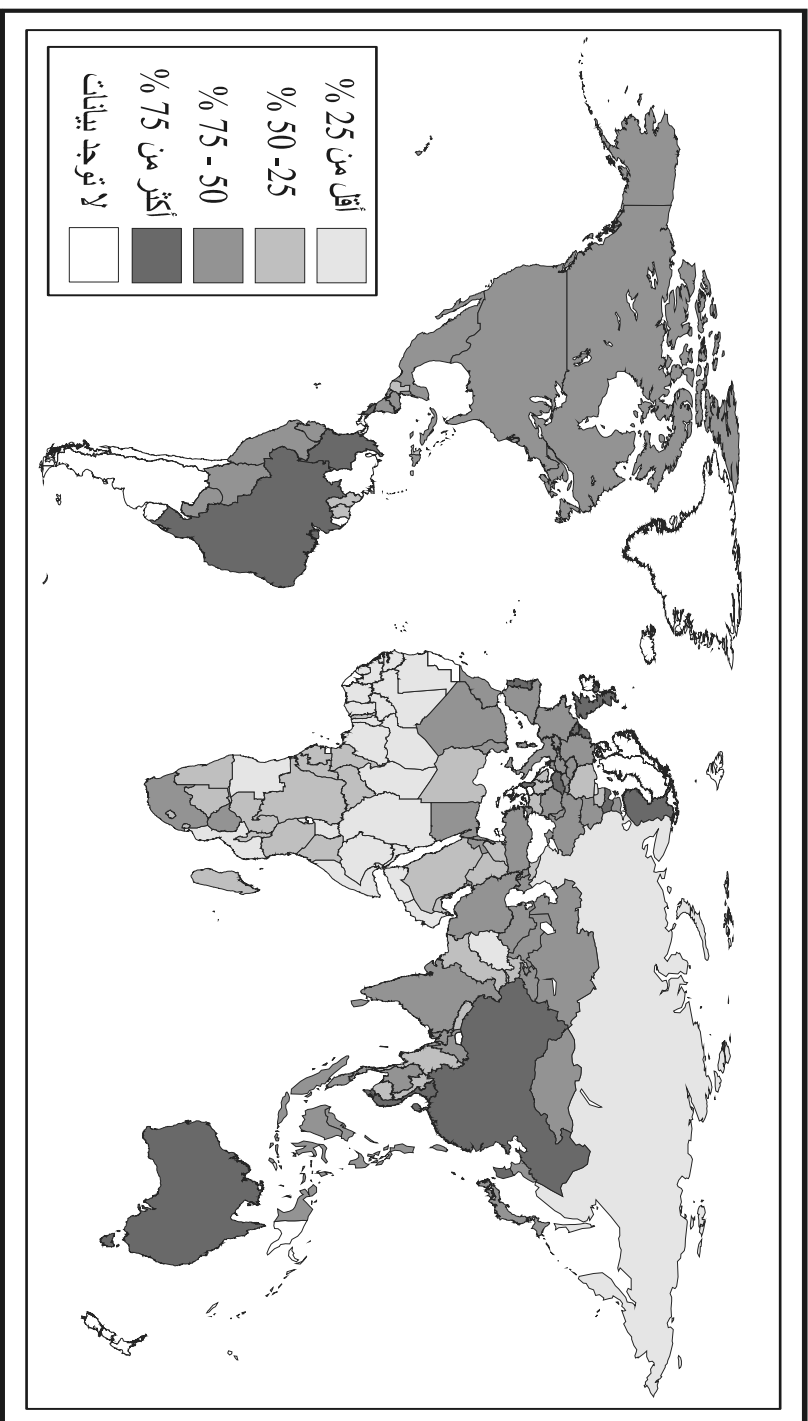 أقل من 25 %
25- 50 %
50 - 75 %
أكثر من 75 %
لا توجد بيانات